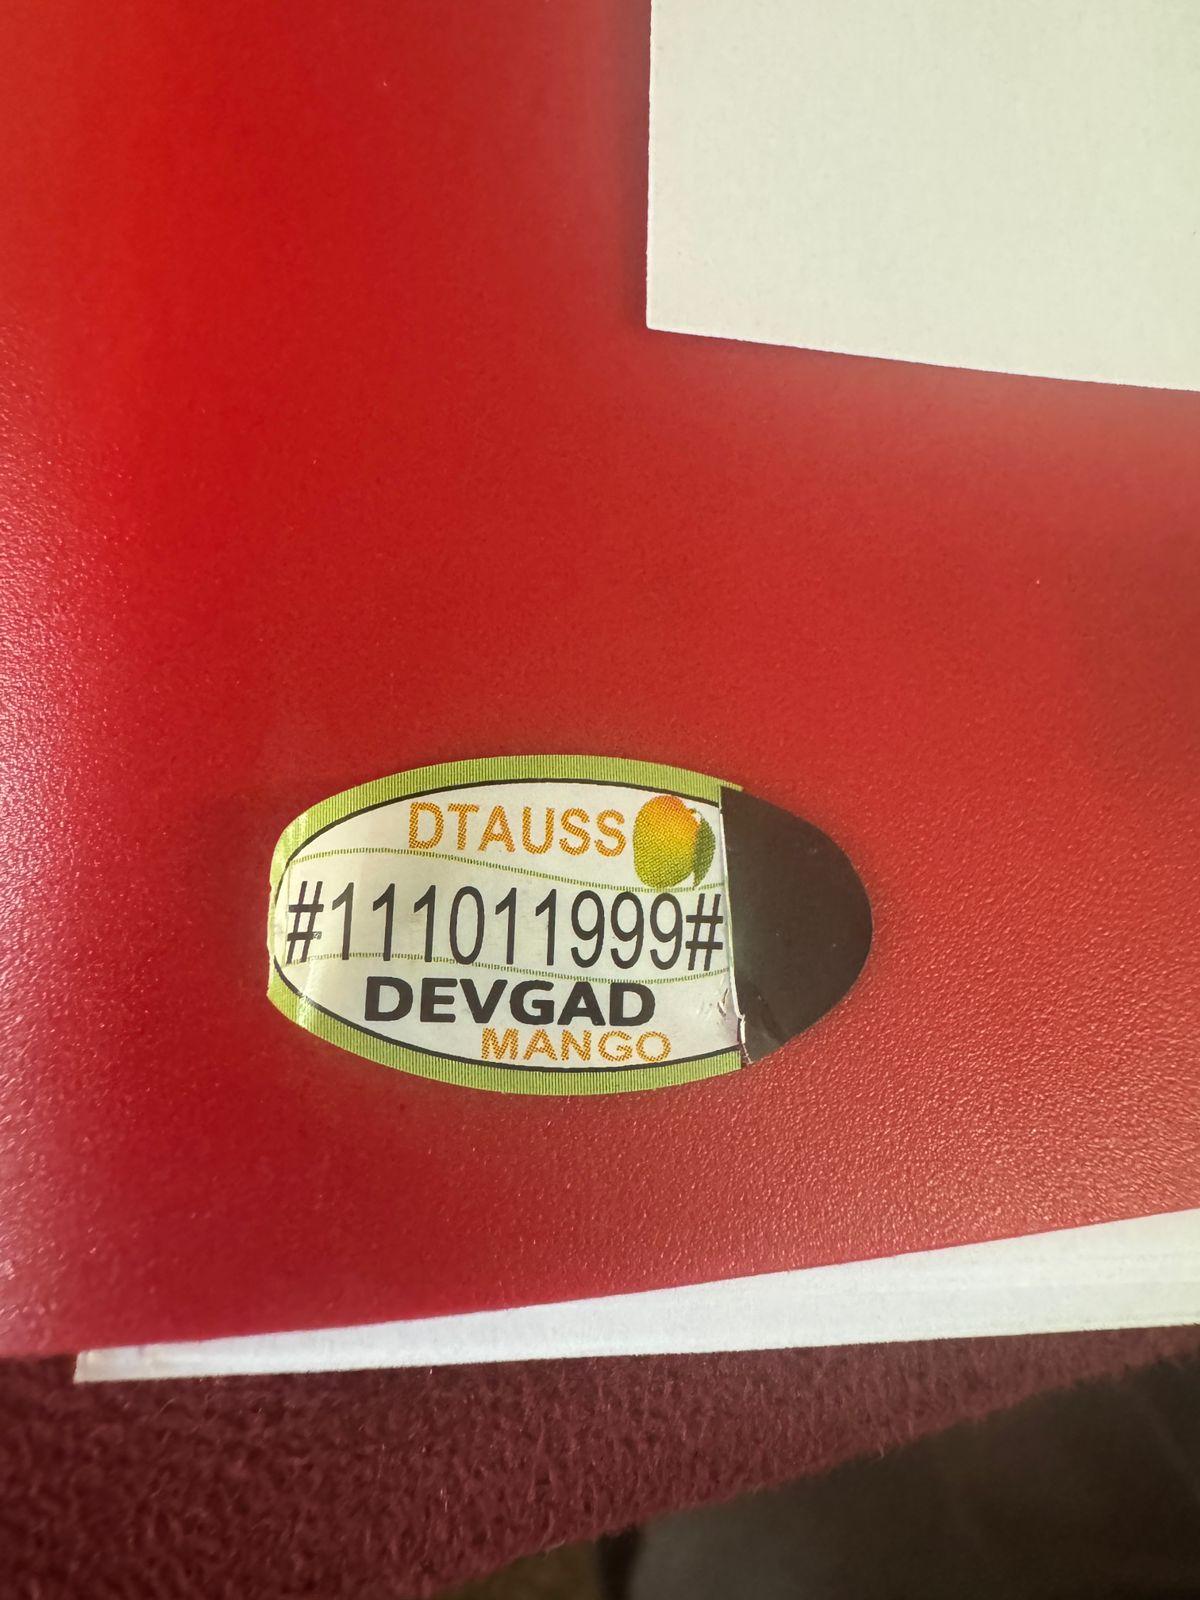 DTAUSS
#111011999#
DEVGAD
MANGO